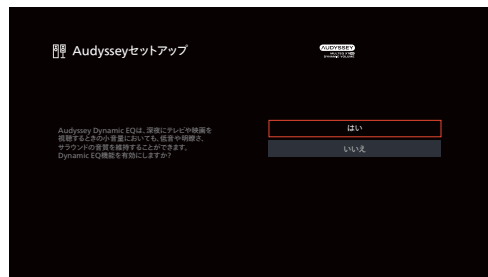 Audysseyセットアップ
AUDYSSEY
MULTEQ XT32
DYNAMIC VOLUME
Audyssey Dynamic EQは、深夜にテレビや映画を
視聴するときの小音量においても、低音や明瞭さ、
サラウンドの音質を維持することができます。
Dynamic EQ機能を有効にしますか?
はい
いいえ